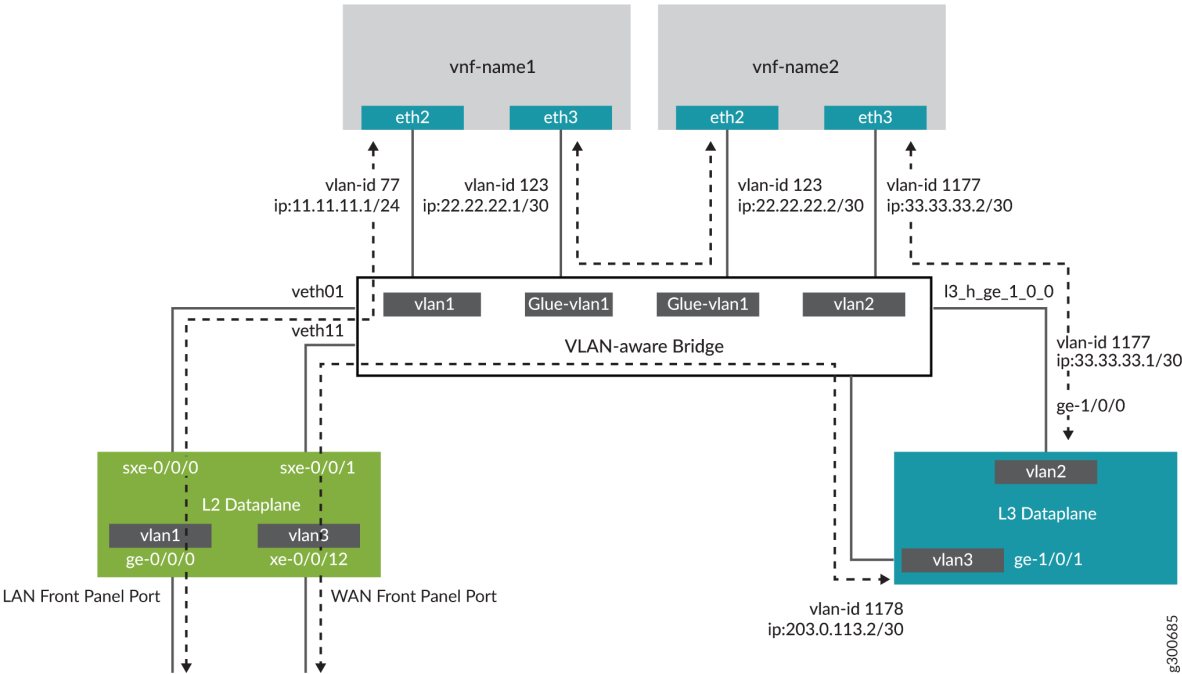 vnf-name1
vnf-name2
eth2
eth3
eth2
eth3
vlan-id 77
ip:11.11.11.1/24
vlan-id 123
ip:22.22.22.1/30
vlan-id 123
ip:22.22.22.2/30
vlan-id 1177
ip:33.33.33.2/30
veth01
vlan1
Glue-vlan1
Glue-vlan1
vlan2
l3_h_ge_1_0_0
veth11
VLAN-aware Bridge
vlan-id 1177
ip:33.33.33.1/30
ge-1/0/0
sxe-0/0/0
sxe-0/0/1
L2 Dataplane
vlan1
vlan3
ge-0/0/0
xe-0/0/12
vlan2
L3 Dataplane
vlan3
ge-1/0/1
LAN Front Panel Port
WAN Front Panel Port
vlan-id 1178
ip:203.0.113.2/30
g300685